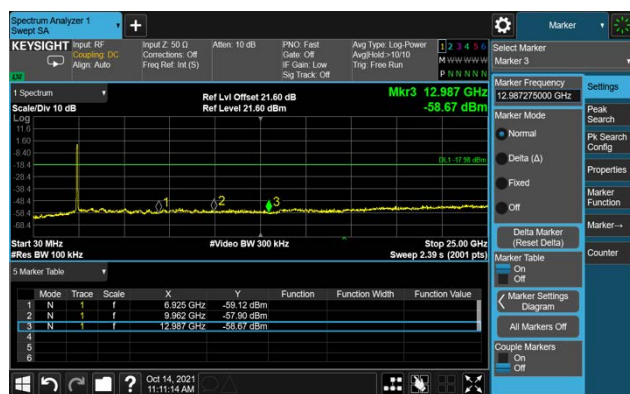 Spectrum Analyzer 1
Swept SA
+
Marker
KEYSIGHT Input: RF Input Z: 50 Ω Atten: 10 dB PNO: Fast Avg Type: Log-Power 1 2 3 4 5 6
Coupling: DC Corrections: Off Gate: Off Avg|Hold:>10/10 M W W W W W
Align: Auto Freq Ref: Int (S) IF Gain: Low Trig: Free Run
Sig Track: Off P N N N N N
Select Marker
Marker 3
1 Spectrum
Scale/Div 10 dB
Ref Lvl Offset 21.60 dB
Ref Level 21.60 dBm
Mkr3 12.987 GHz
-58.67 dBm
Log
11.6
1.60
-8.40
-18.4
-28.4
-38.4
-48.4
-58.4
-68.4
DL1 -17.98 dBm
1
2
3
Start 30 MHz #Video BW 300 kHz Stop 25.00 GHz
#Res BW 100 kHz Sweep 2.39 s (2001 pts)
5 Marker Table
Mode Trace Scale X Y Function Function Width Function Value
1 N 1 f 6.925 GHz -59.12 dBm
2 N 1 f 9.962 GHz -57.90 dBm
3 N 1 f 12.987 GHz -58.67 dBm
4
5
6
Marker Frequency
12.987275000 GHz
Marker Mode
Normal
Delta (Δ)
Fixed
Off
Delta Marker
(Reset Delta)
Marker Table
On
Off
Marker Settings
Diagram
All Markers Off
Couple Markers
On
Off
Settings
Peak
Search
Pk Search
Config
Properties
Marker
Function
Marker→
Counter
?
Oct 14, 2021
11:11:14 AM